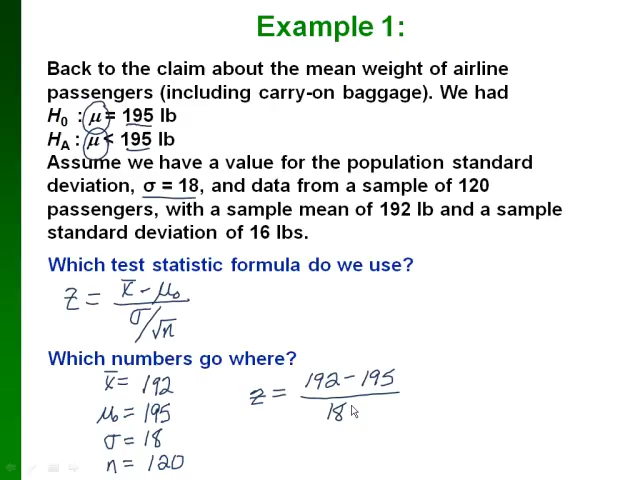 Example 1:
Back to the claim about the mean weight of airline
passengers (including carry-on baggage). We had
H₀ : μ = 195 lb
H_A : μ < 195 lb
Assume we have a value for the population standard
deviation, σ = 18, and data from a sample of 120
passengers, with a sample mean of 192 lb and a sample
standard deviation of 16 lbs.
Which test statistic formula do we use?
z = (x̄ - μ₀) / (σ/√n)
Which numbers go where?
x̄ = 192
μ₀ = 195
σ = 18
n = 120
z = (192 - 195) / 18